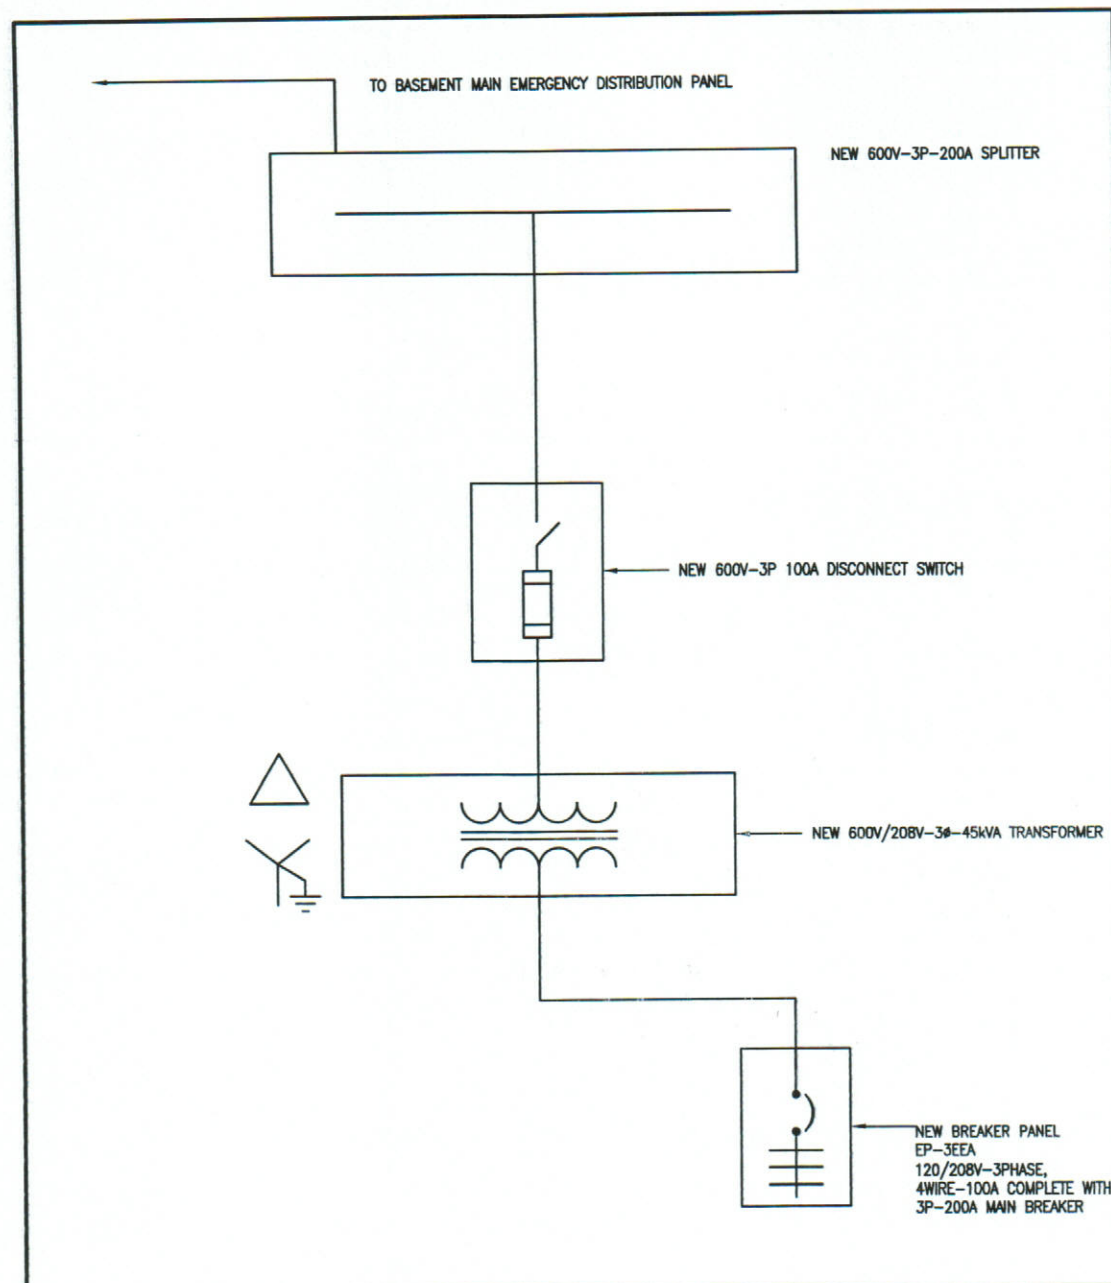 TO BASEMENT MAIN EMERGENCY DISTRIBUTION PANEL
NEW 600V-3P-200A SPLITTER
NEW 600V-3P 100A DISCONNECT SWITCH
NEW 600V/208V-3ø-45kVA TRANSFORMER
NEW BREAKER PANEL
EP-3EEA
120/208V-3PHASE,
4WIRE-100A COMPLETE WITH
3P-200A MAIN BREAKER